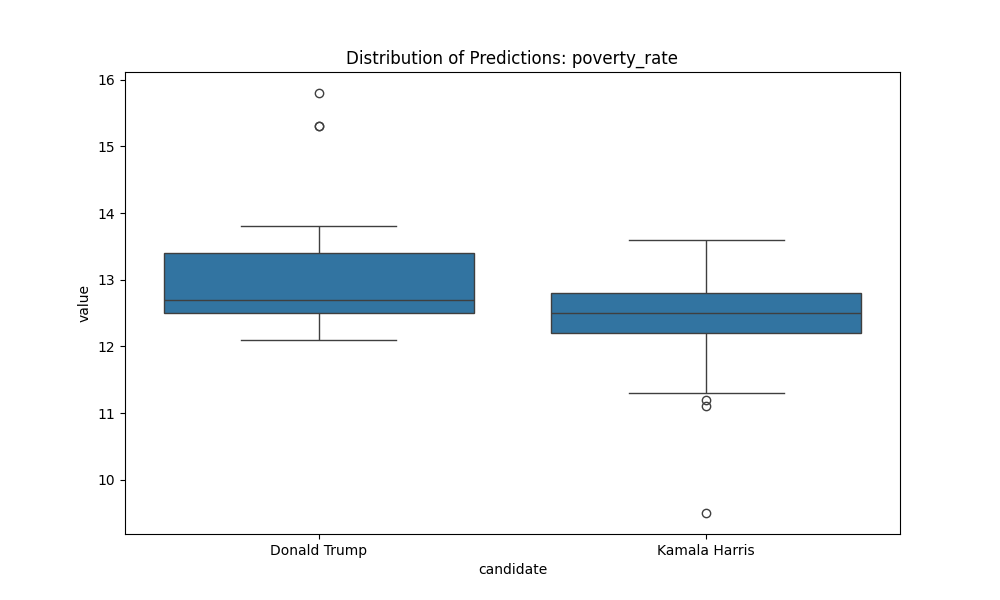 Distribution of Predictions: poverty_rate
16
15
14
13
12
11
10
value
Donald Trump
Kamala Harris
candidate